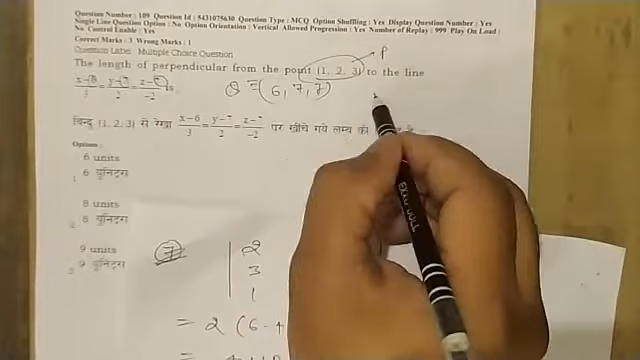 Question Number : 109 Question Id : 5431075630 Question Type : MCQ Option Shuffling : Yes Display Question Number : Yes
Single Line Question Option : No Option Orientation : Vertical Allowed Progression : Yes Number of Replay : 999 Play On Load :
No Control Enable : Yes
Correct Marks : 3 Wrong Marks : 1
Question Label : Multiple Choice Question
P
The length of perpendicular from the point (1, 2, 3) to the line
x-6/3 = y-7/2 = z-7/-2 is
Q = (6, 7, 7)
बिन्दु (1, 2, 3) से रेखा x-6/3 = y-7/2 = z-7/-2 पर खींचे गये लम्ब की
Options :
6 units
1. 6 यूनिट्स
8 units
2. 8 यूनिट्स
9 units
3. 9 यूनिट्स
7
2
3
1
= 2 (6-4
=